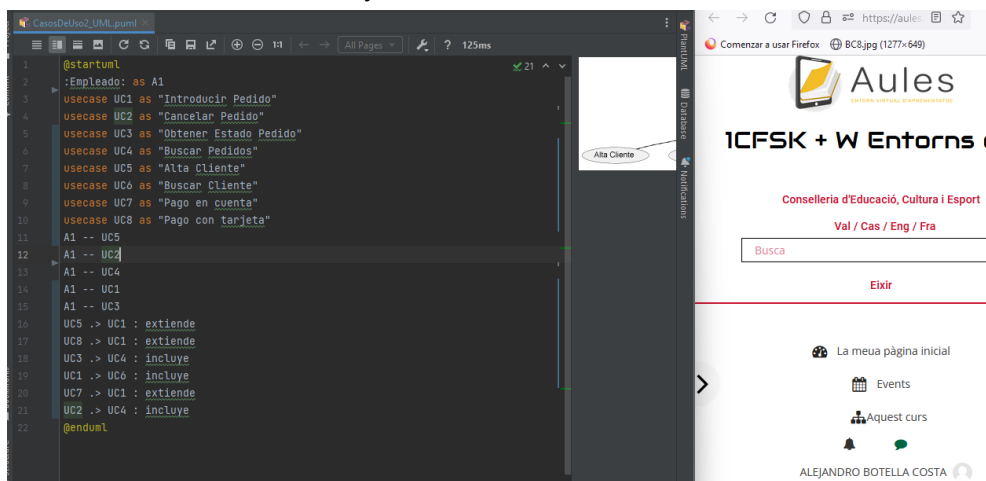 CasosDeUso2_UML.puml
1:1 All Pages ? 125ms
1 @startuml
2 :Empleado: as A1
3 usecase UC1 as "Introducir Pedido"
4 usecase UC2 as "Cancelar Pedido"
5 usecase UC3 as "Obtener Estado Pedido"
6 usecase UC4 as "Buscar Pedidos"
7 usecase UC5 as "Alta Cliente"
8 usecase UC6 as "Buscar Cliente"
9 usecase UC7 as "Pago en cuenta"
10 usecase UC8 as "Pago con tarjeta"
11 A1 -- UC5
12 A1 -- UC2
13 A1 -- UC4
14 A1 -- UC1
15 A1 -- UC3
16 UC5 .> UC1 : extiende
17 UC8 .> UC1 : extiende
18 UC3 .> UC4 : incluye
19 UC1 .> UC6 : incluye
20 UC7 .> UC1 : extiende
21 UC2 .> UC4 : incluye
22 @enduml
21
Alta Cliente
PlantUML
Database
Notifications
https://aules.
Comenzar a usar Firefox
BC8.jpg (1277×649)
Aules
ENTORN VIRTUAL D'APRENENTATGE
1CFSK + W Entorns
Conselleria d'Educació, Cultura i Esport
Val / Cas / Eng / Fra
Busca
Eixir
La meua pàgina inicial
Events
Aquest curs
ALEJANDRO BOTELLA COSTA